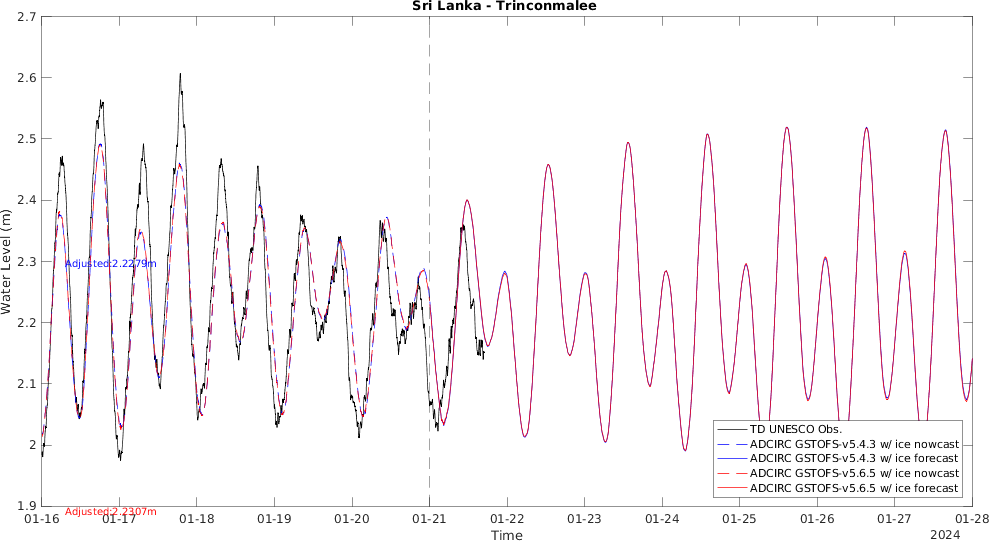 Sri Lanka - Trinconmalee
2.7
2.6
2.5
2.4
2.3
2.2
2.1
2
1.9
Water Level (m)
Adjusted:2.2279m
Adjusted:2.2307m
TD UNESCO Obs.
ADCIRC GSTOFS-v5.4.3 w/ ice nowcast
ADCIRC GSTOFS-v5.4.3 w/ ice forecast
ADCIRC GSTOFS-v5.6.5 w/ ice nowcast
ADCIRC GSTOFS-v5.6.5 w/ ice forecast
01-16 01-17 01-18 01-19 01-20 01-21 01-22 01-23 01-24 01-25 01-26 01-27 01-28
Time
2024